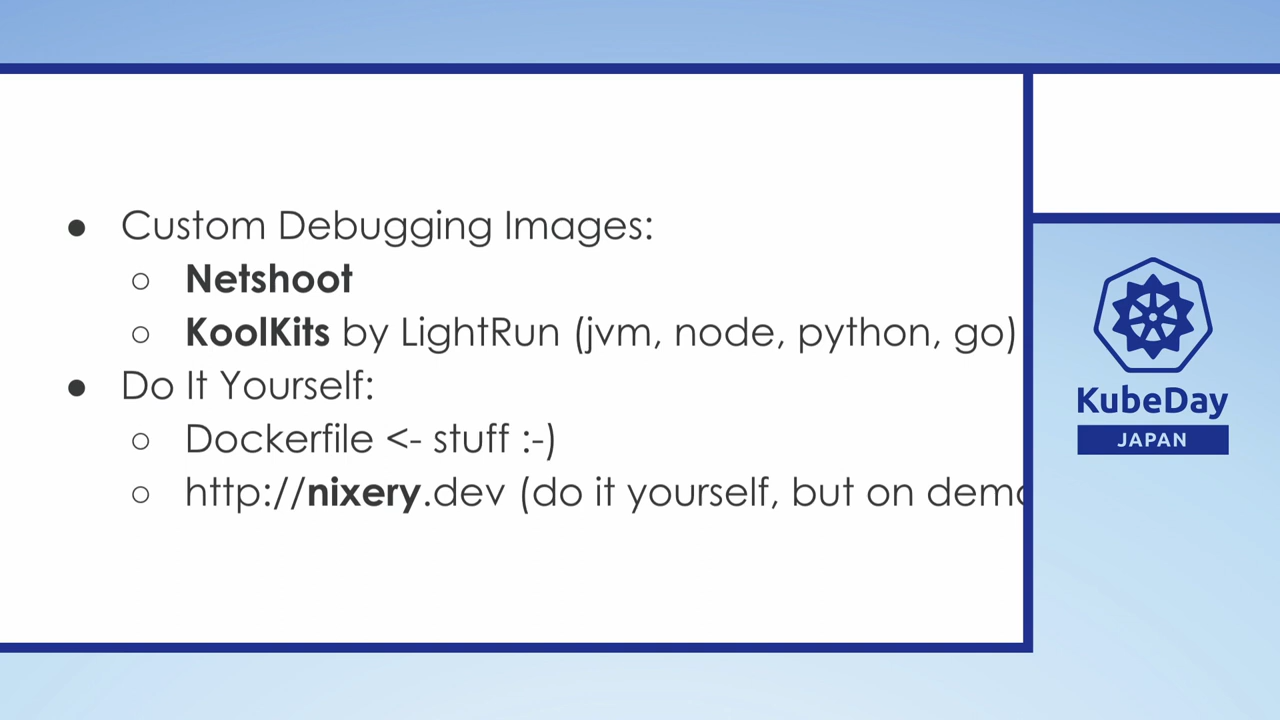 ● Custom Debugging Images:
○ Netshoot
○ KoolKits by LightRun (jvm, node, python, go)
● Do It Yourself:
○ Dockerfile <- stuff :-)
○ http://nixery.dev (do it yourself, but on
KubeDay
JAPAN